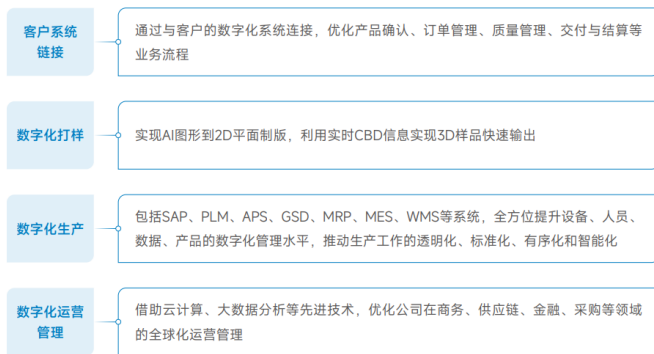 客户系统
链接
通过与客户的数字化系统连接，优化产品确认、订单管理、质量管理、交付与结算等
业务流程
数字化打样
实现AI图形到2D平面制版，利用实时CBD信息实现3D样品快速输出
数字化生产
包括SAP、PLM、APS、GSD、MRP、MES、WMS等系统，全方位提升设备、人员、
数据、产品的数字化管理水平，推动生产工作的透明化、标准化、有序化和智能化
数字化运营
管理
借助云计算、大数据分析等先进技术，优化公司在商务、供应链、金融、采购等领域
的全球化运营管理